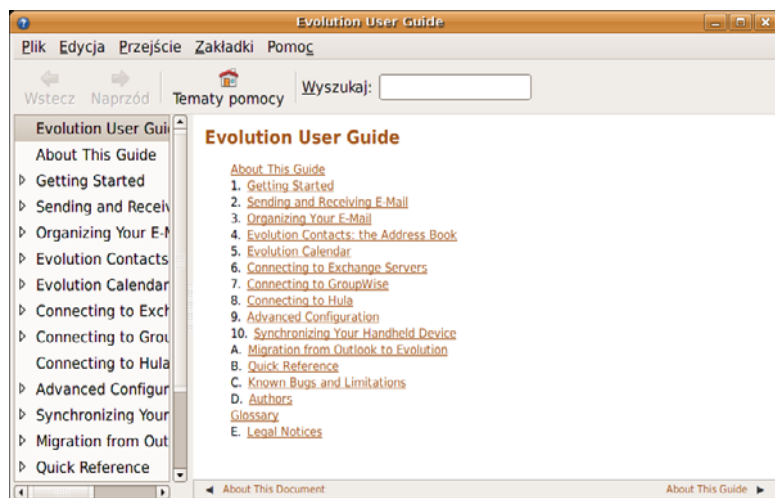 Evolution User Guide
Plik Edycja Przejście Zakładki Pomoc
Wstecz Naprzód Tematy pomocy Wyszukaj:
Evolution User Gui
About This Guide
Getting Started
Sending and Receiv
Organizing Your E-M
Evolution Contacts
Evolution Calendar
Connecting to Exch
Connecting to Grou
Connecting to Hula
Advanced Configur
Synchronizing Your
Migration from Out
Quick Reference
Evolution User Guide
About This Guide
1. Getting Started
2. Sending and Receiving E-Mail
3. Organizing Your E-Mail
4. Evolution Contacts: the Address Book
5. Evolution Calendar
6. Connecting to Exchange Servers
7. Connecting to GroupWise
8. Connecting to Hula
9. Advanced Configuration
10. Synchronizing Your Handheld Device
A. Migration from Outlook to Evolution
B. Quick Reference
C. Known Bugs and Limitations
D. Authors
Glossary
E. Legal Notices
About This Document About This Guide